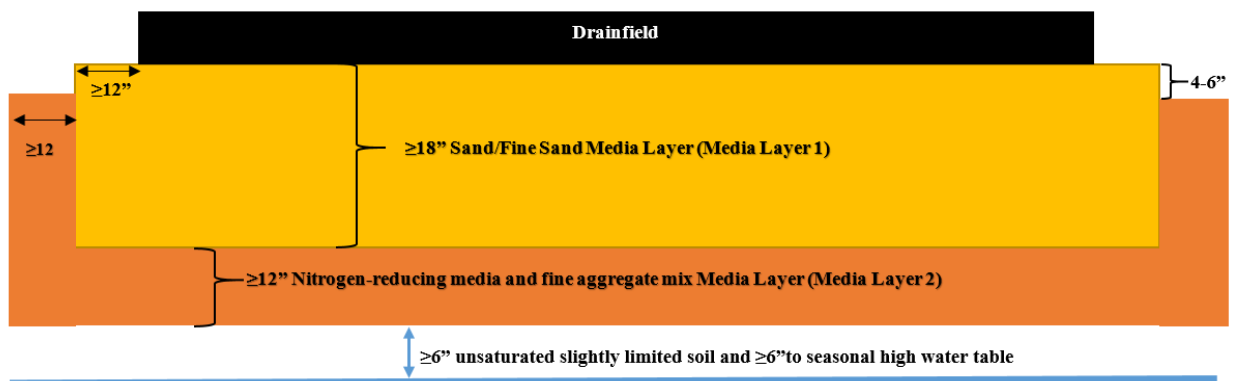 Drainfield
≥12”
4-6”
≥12
≥18” Sand/Fine Sand Media Layer (Media Layer 1)
≥12” Nitrogen-reducing media and fine aggregate mix Media Layer (Media Layer 2)
≥6” unsaturated slightly limited soil and ≥6”to seasonal high water table